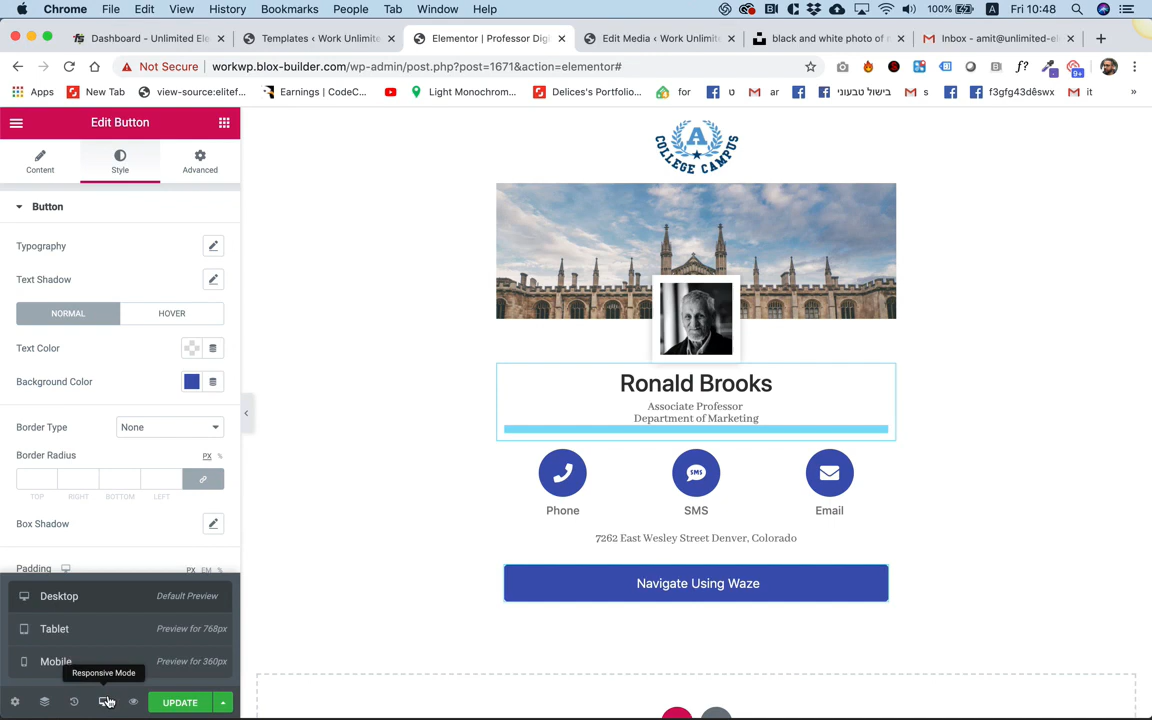 Chrome File Edit View History Bookmarks People Tab Window Help 100% A Fri 10:48
Dashboard - Unlimited Ele × Templates ‹ Work Unlimite × Elementor | Professor Digi × Edit Media ‹ Work Unlimite × black and white photo of × Inbox - amit@unlimited-el × +
Not Secure workwp.blox-builder.com/wp-admin/post.php?post=1671&action=elementor#
f? 9+
Apps New Tab view-source:elitef... Earnings | CodeC... Light Monochrom... Delices's Portfolio... for ט ar בישול טבעוני s f3gfg43dêswx it »
Edit Button
Content Style Advanced
Button
Typography
Text Shadow
NORMAL HOVER
Text Color
Background Color
Border Type None
Border Radius PX %
TOP RIGHT BOTTOM LEFT
Box Shadow
Padding PX EM %
Desktop Default Preview
Tablet Preview for 768px
Mobile Preview for 360px
Responsive Mode
UPDATE
A
COLLEGE CAMPUS
Ronald Brooks
Associate Professor
Department of Marketing
SMS
Phone SMS Email
7262 East Wesley Street Denver, Colorado
Navigate Using Waze